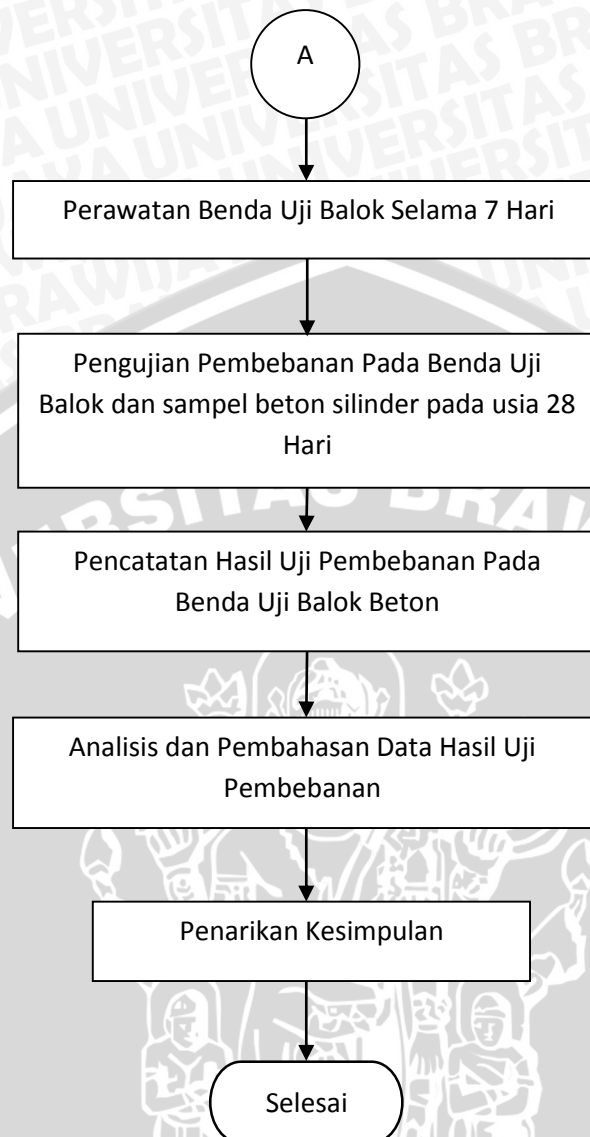 A
Perawatan Benda Uji Balok Selama 7 Hari
Pengujian Pembebanan Pada Benda Uji
Balok dan sampel beton silinder pada usia 28
Hari
Pencatatan Hasil Uji Pembebanan Pada
Benda Uji Balok Beton
Analisis dan Pembahasan Data Hasil Uji
Pembebanan
Penarikan Kesimpulan
Selesai